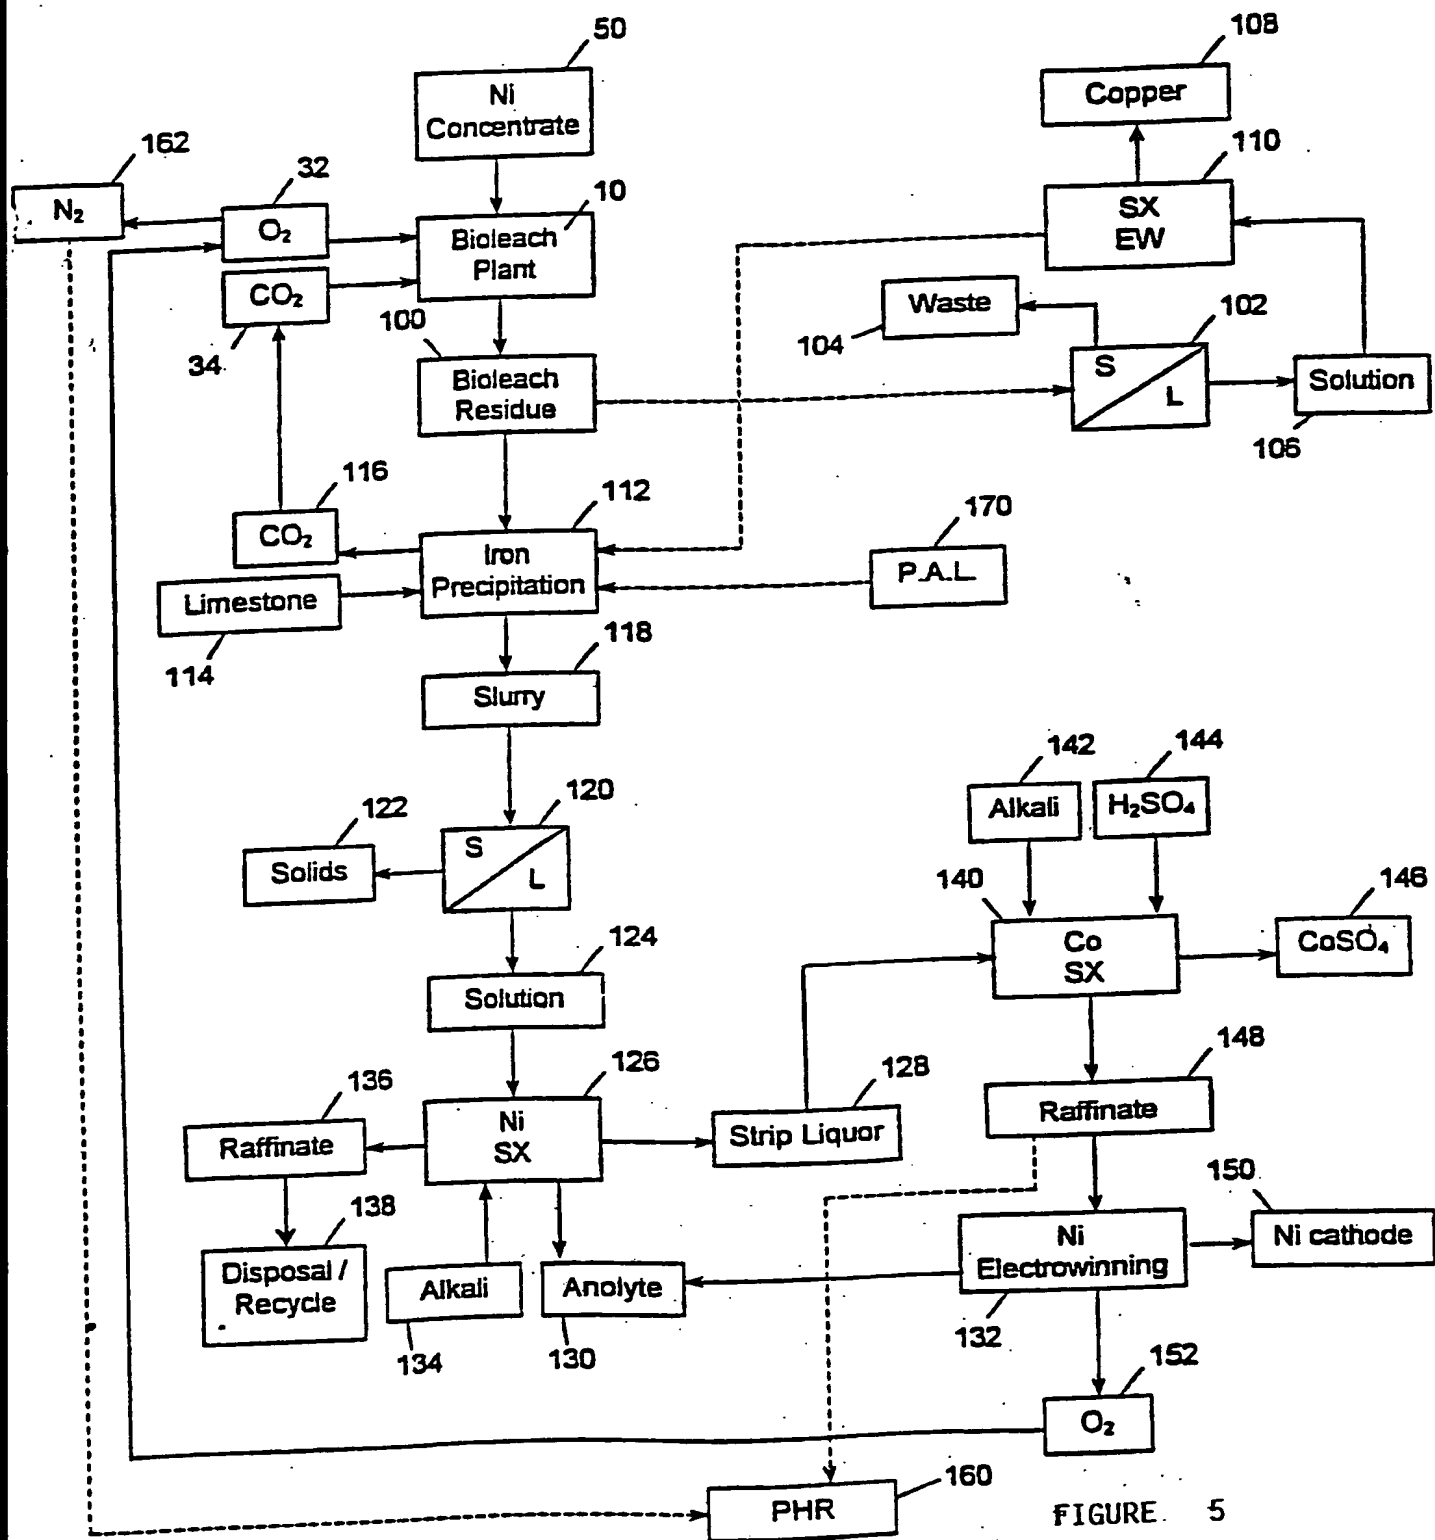 50
108
Ni
Concentrate
Copper
162
32
10
110
N₂
O₂
Bioleach
Plant
SX
EW
CO₂
34
100
Waste
104
102
S
L
Solution
106
Bioleach
Residue
116
CO₂
112
Iron
Precipitation
170
P.A.L.
Limestone
114
118
Slurry
142
144
Alkali
H₂SO₄
122
Solids
120
S
L
140
Co
SX
146
CoSO₄
124
Solution
136
Raffinate
126
Ni
SX
128
Strip Liquor
148
Raffinate
138
Disposal /
Recycle
Alkali
134
Anolyte
130
Ni
Electrowinning
132
150
Ni cathode
152
O₂
PHR
160
FIGURE 5